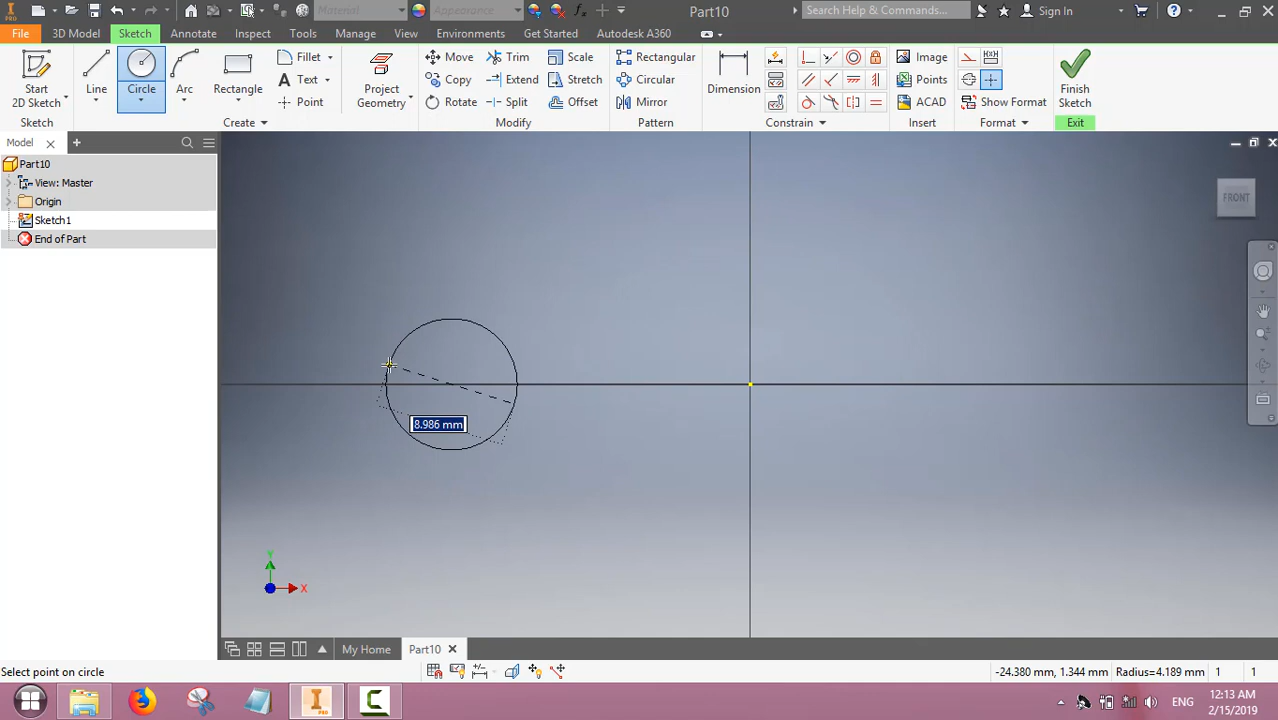 PRO Material Appearance fx Part10 Search Help & Commands... Sign In
File 3D Model Sketch Annotate Inspect Tools Manage View Environments Get Started Autodesk A360
Start 2D Sketch Line Circle Arc Rectangle Fillet Text Point Project Geometry Move Copy Rotate Trim Extend Split Scale Stretch Offset Rectangular Circular Mirror Dimension Image Points ACAD Show Format Finish Sketch
Sketch Create Modify Pattern Constrain Insert Format Exit
Model
Part10
View: Master
Origin
Sketch1
End of Part
FRONT
8.986 mm
Y
X
My Home Part10
Select point on circle -24.380 mm, 1.344 mm Radius=4.189 mm 1 1
ENG 12:13 AM
2/15/2019